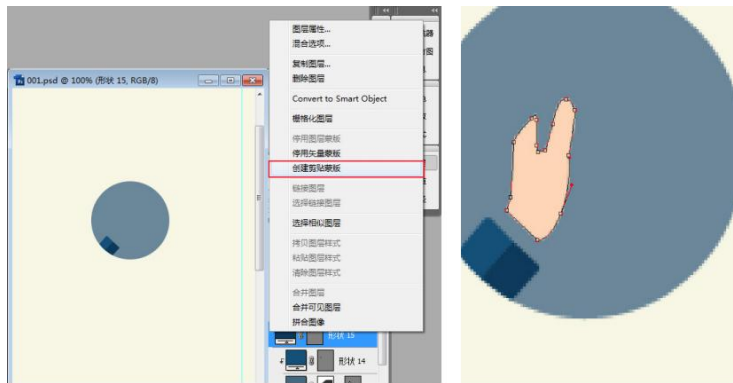 图层属性...
混合选项...
复制图层...
删除图层
001.psd @ 100% (形状 15, RGB/8)
Convert to Smart Object
栅格化图层
停用图层蒙版
停用矢量蒙版
创建剪贴蒙版
链接图层
选择链接图层
选择相似图层
拷贝图层样式
粘贴图层样式
清除图层样式
合并图层
合并可见图层
拼合图像
形状 15
形状 14